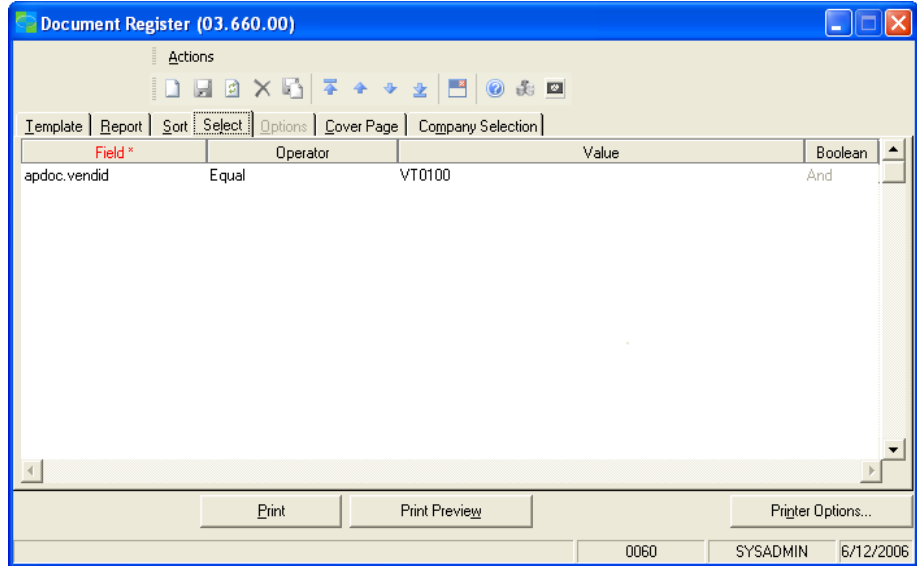 Document Register (03.660.00)
Actions
Template Report Sort Select Options Cover Page Company Selection
Field * Operator Value Boolean
apdoc.vendid Equal VT0100 And
Print Print Preview Printer Options...
0060 SYSADMIN 6/12/2006